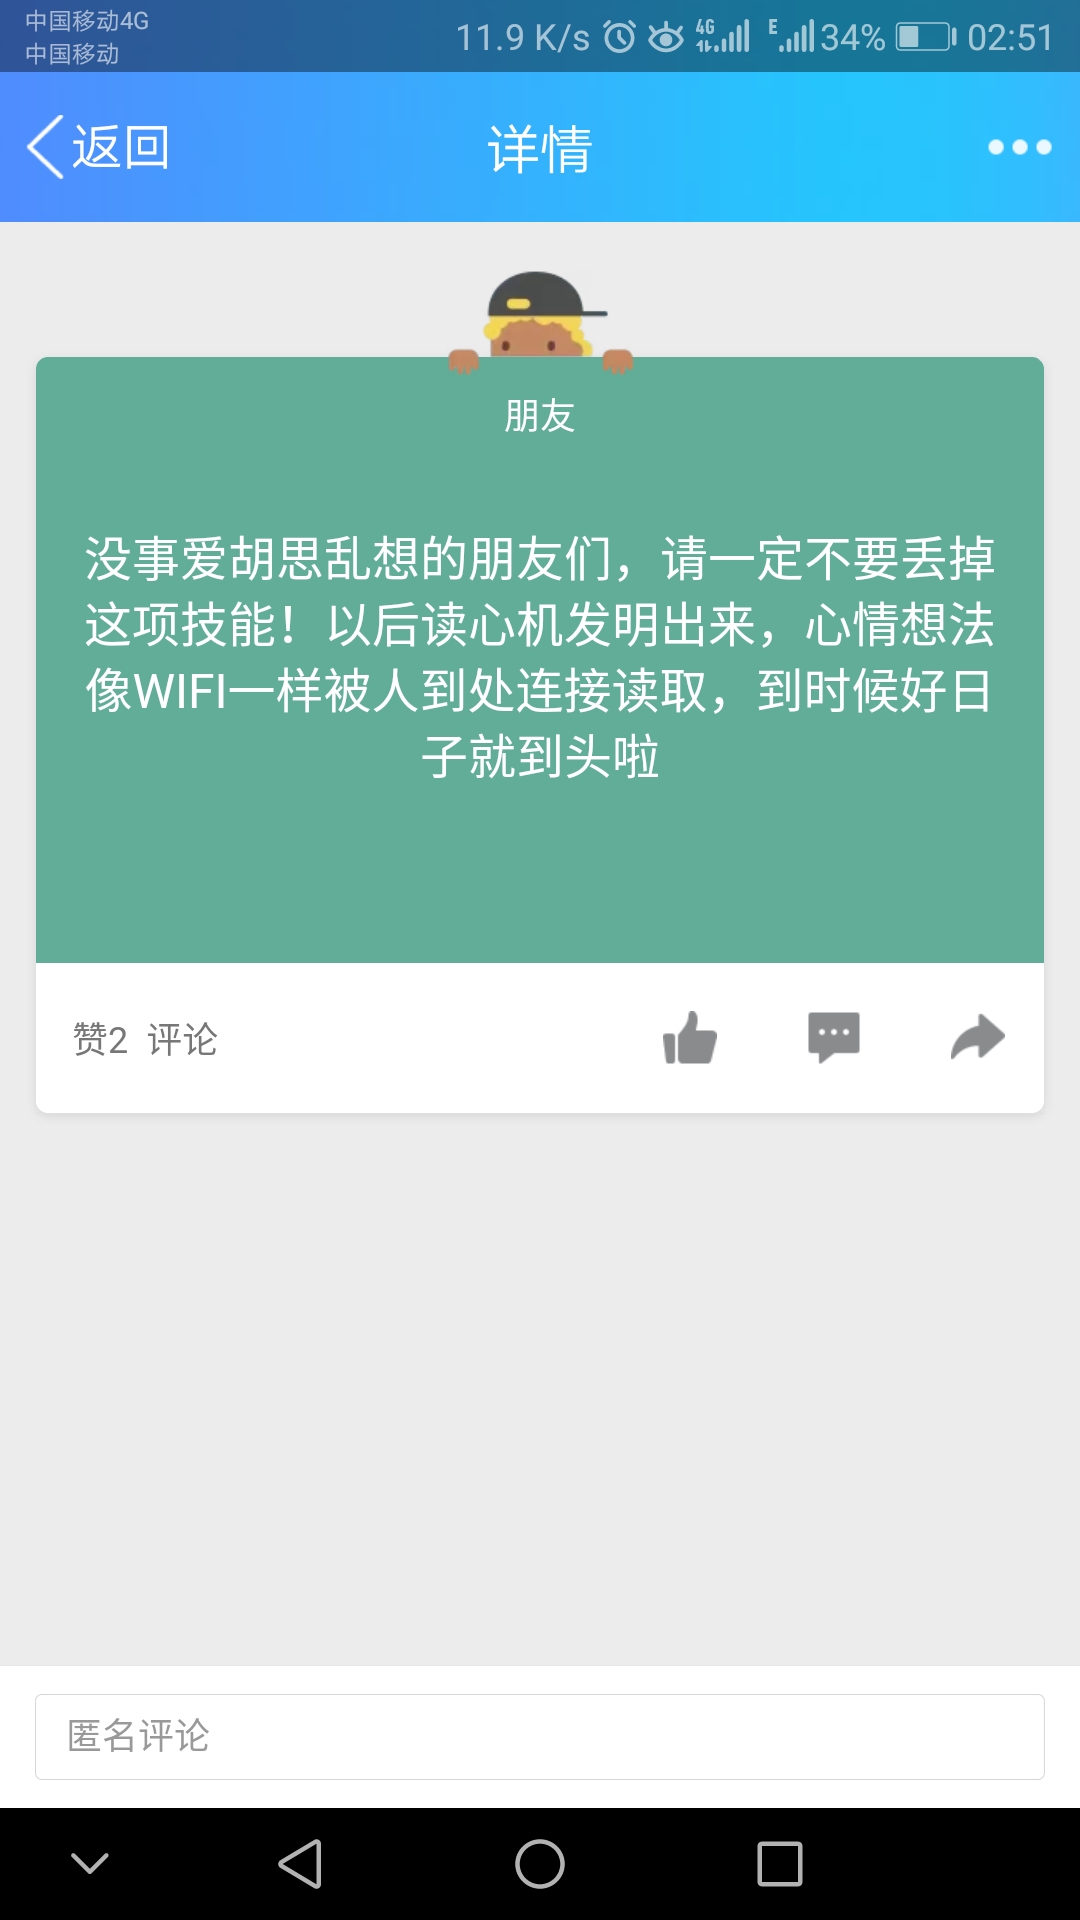 中国移动4G
中国移动
11.9 K/s 4G E 34% 02:51
返回
详情
朋友
没事爱胡思乱想的朋友们，请一定不要丢掉
这项技能！以后读心机发明出来，心情想法
像WIFI一样被人到处连接读取，到时候好日
子就到头啦
赞2 评论
匿名评论